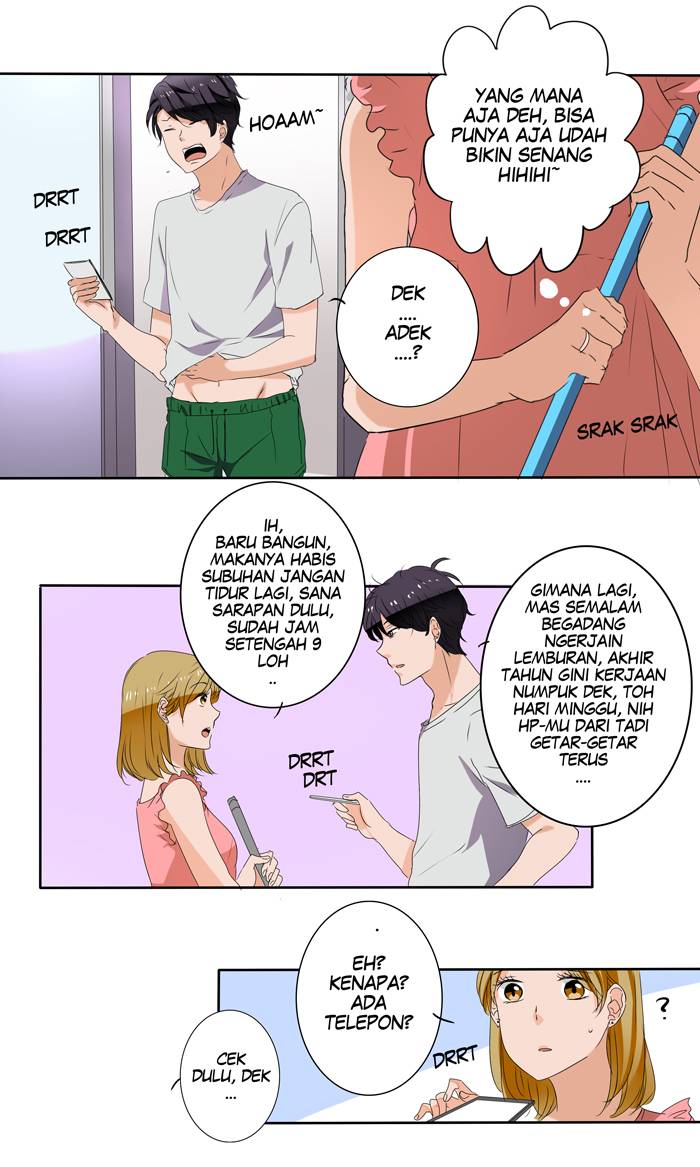 YANG MANA
AJA DEH, BISA
PUNYA AJA UDAH
BIKIN SENANG
HIHIHI~
HOAAM~
DRRT
DRRT
DEK
....
ADEK
....?
SRAK SRAK
IH,
BARU BANGUN,
MAKANYA HABIS
SUBUHAN JANGAN
TIDUR LAGI, SANA
SARAPAN DULU,
SUDAH JAM
SETENGAH 9
LOH
..
GIMANA LAGI,
MAS SEMALAM
BEGADANG
NGERJAIN
LEMBURAN, AKHIR
TAHUN GINI KERJAAN
NUMPUK DEK, TOH
HARI MINGGU, NIH
HP-MU DARI TADI
GETAR-GETAR
TERUS
....
DRRT
DRT
.
EH?
KENAPA?
ADA
TELEPON?
?
DRRT
CEK
DULU, DEK
...